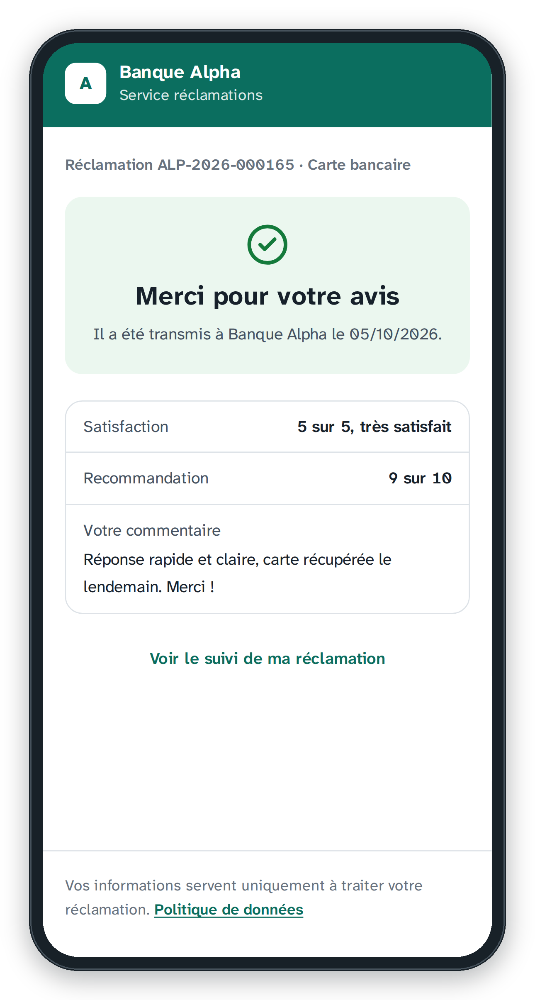 A
Banque Alpha
Service réclamations
Réclamation ALP-2026-000165 · Carte bancaire
Merci pour votre avis
Il a été transmis à Banque Alpha le 05/10/2026.
Satisfaction 5 sur 5, très satisfait
Recommandation 9 sur 10
Votre commentaire
Réponse rapide et claire, carte récupérée le
lendemain. Merci !
Voir le suivi de ma réclamation
Vos informations servent uniquement à traiter votre
réclamation. Politique de données